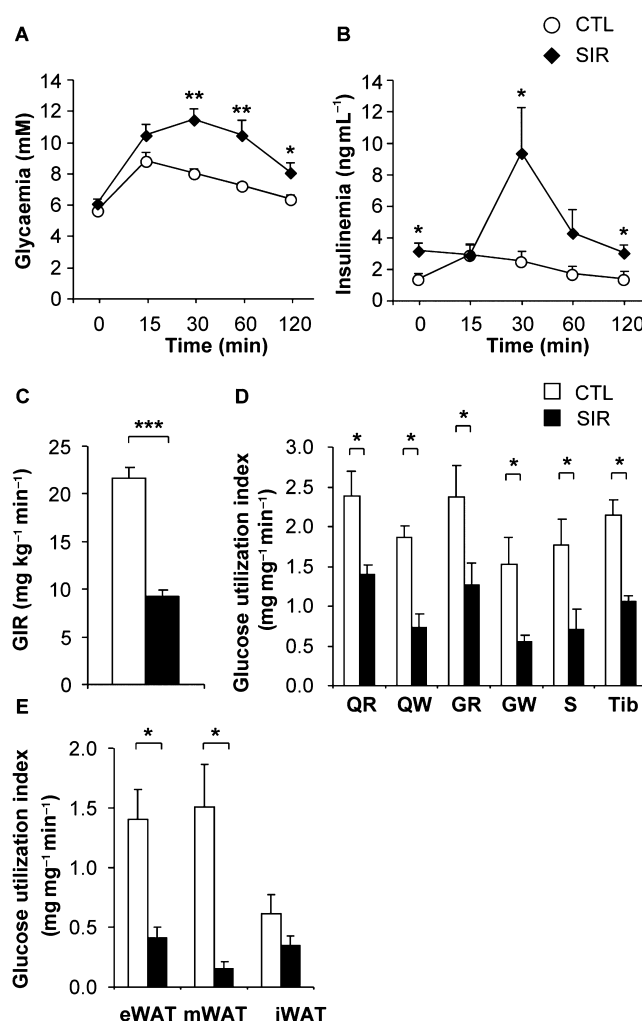 A
B
CTL
SIR
Glycaemia (mM)
14
12
10
8
6
4
2
0
**
**
*
0 15 30 60 120
Time (min)
Insulinemia (ng mL⁻¹)
14
12
10
8
6
4
2
0
*
*
*
0 15 30 60 120
Time (min)
C
GIR (mg kg⁻¹ min⁻¹)
25
20
15
10
5
0
***
D
CTL
SIR
Glucose utilization index
(mg mg⁻¹ min⁻¹)
3.0
2.5
2.0
1.5
1.0
0.5
0.0
* * * * * *
QR QW GR GW S Tib
E
Glucose utilization index
(mg mg⁻¹ min⁻¹)
2.0
1.5
1.0
0.5
0.0
* *
eWAT mWAT iWAT